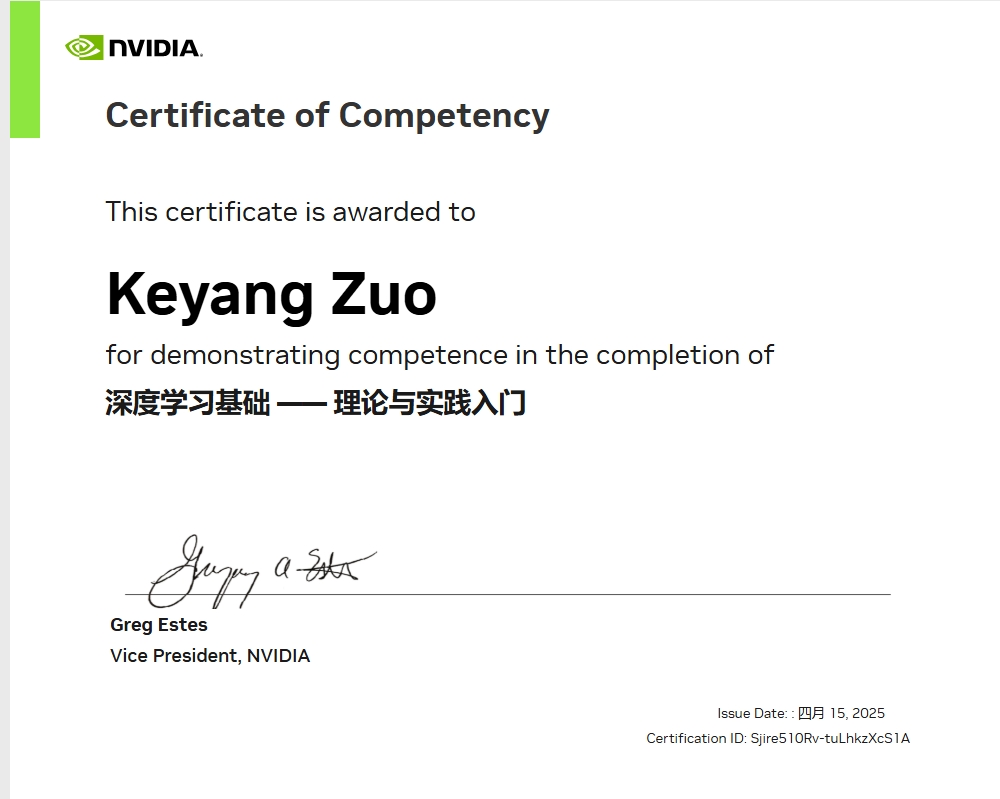 NVIDIA.
Certificate of Competency
This certificate is awarded to
Keyang Zuo
for demonstrating competence in the completion of
深度学习基础 —— 理论与实践入门
Greg Estes
Vice President, NVIDIA
Issue Date: : 四月 15, 2025
Certification ID: Sjire510Rv-tuLhkzXcS1A